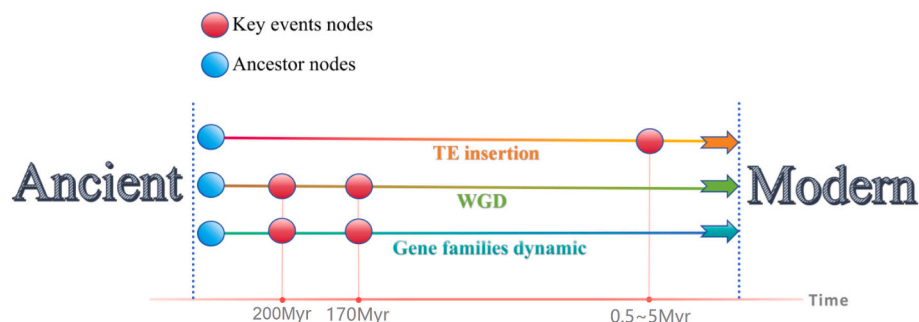 Key events nodes
Ancestor nodes
TE insertion
Ancient
Modern
WGD
Gene families dynamic
Time
200Myr
170Myr
0.5~5Myr